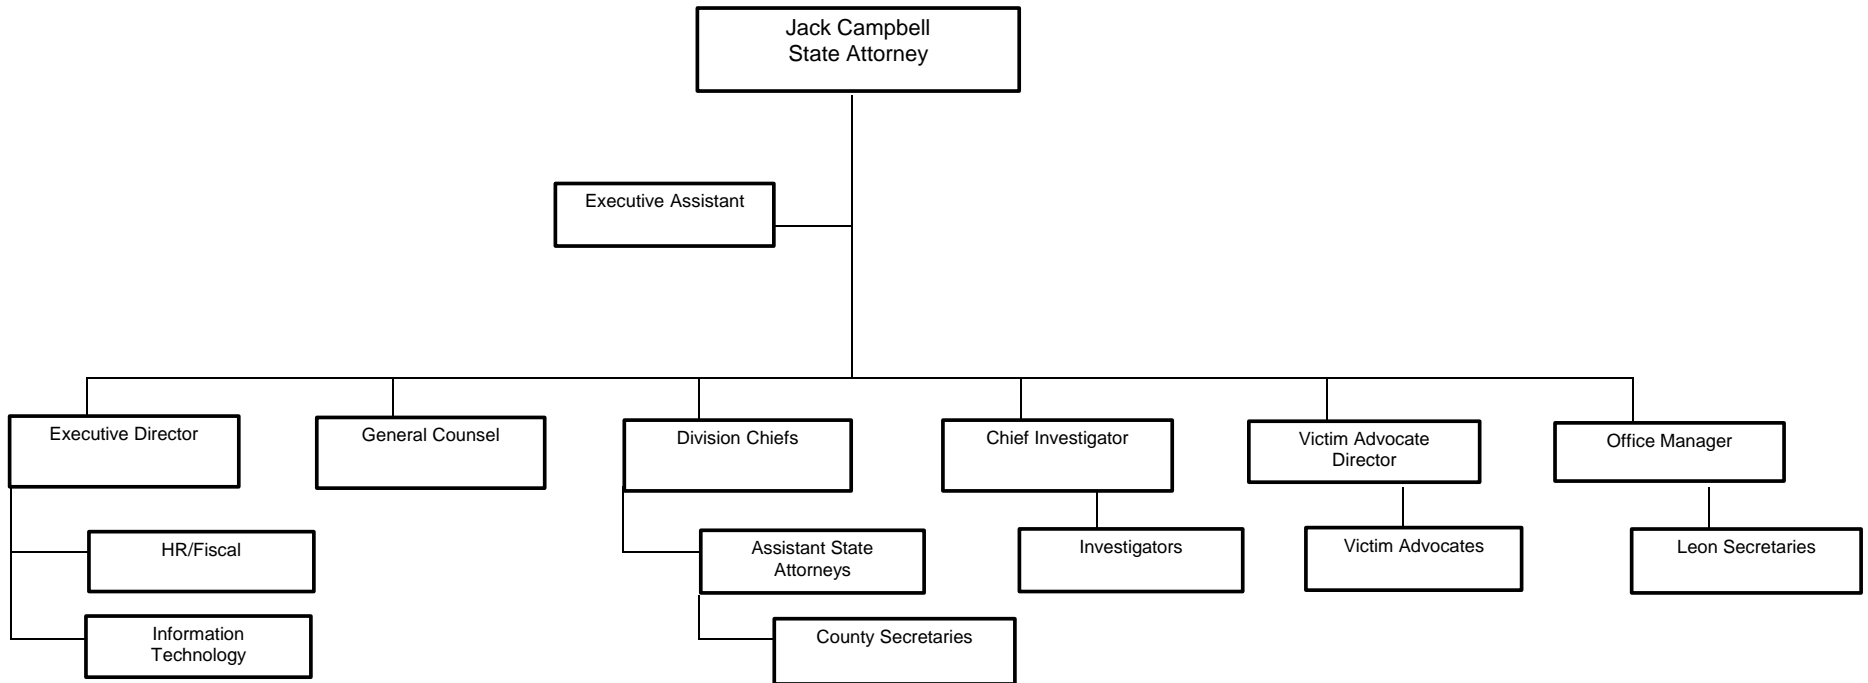 Jack Campbell
State Attorney
Executive Assistant
Executive Director
General Counsel
Division Chiefs
Chief Investigator
Victim Advocate
Director
Office Manager
HR/Fiscal
Assistant State
Attorneys
Investigators
Victim Advocates
Leon Secretaries
Information
Technology
County Secretaries